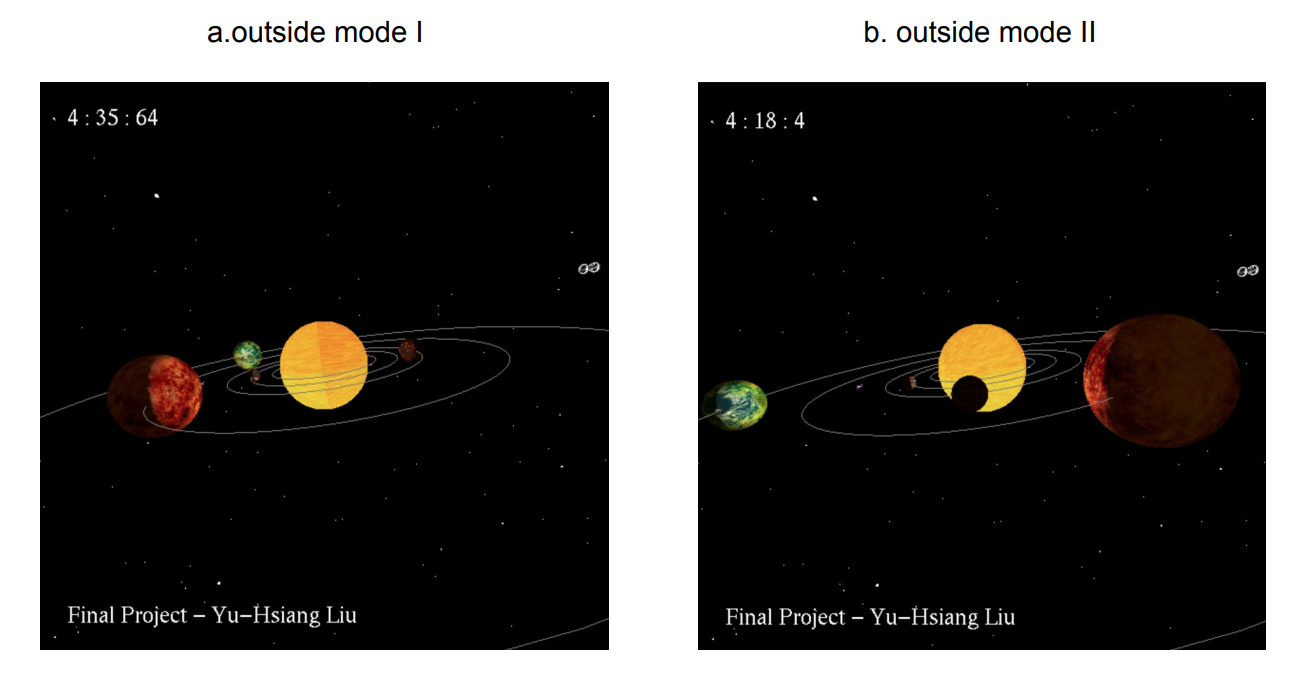 a.outside mode I
b. outside mode II
4 : 35 : 64
4 : 18 : 4
Final Project – Yu–Hsiang Liu
Final Project – Yu–Hsiang Liu